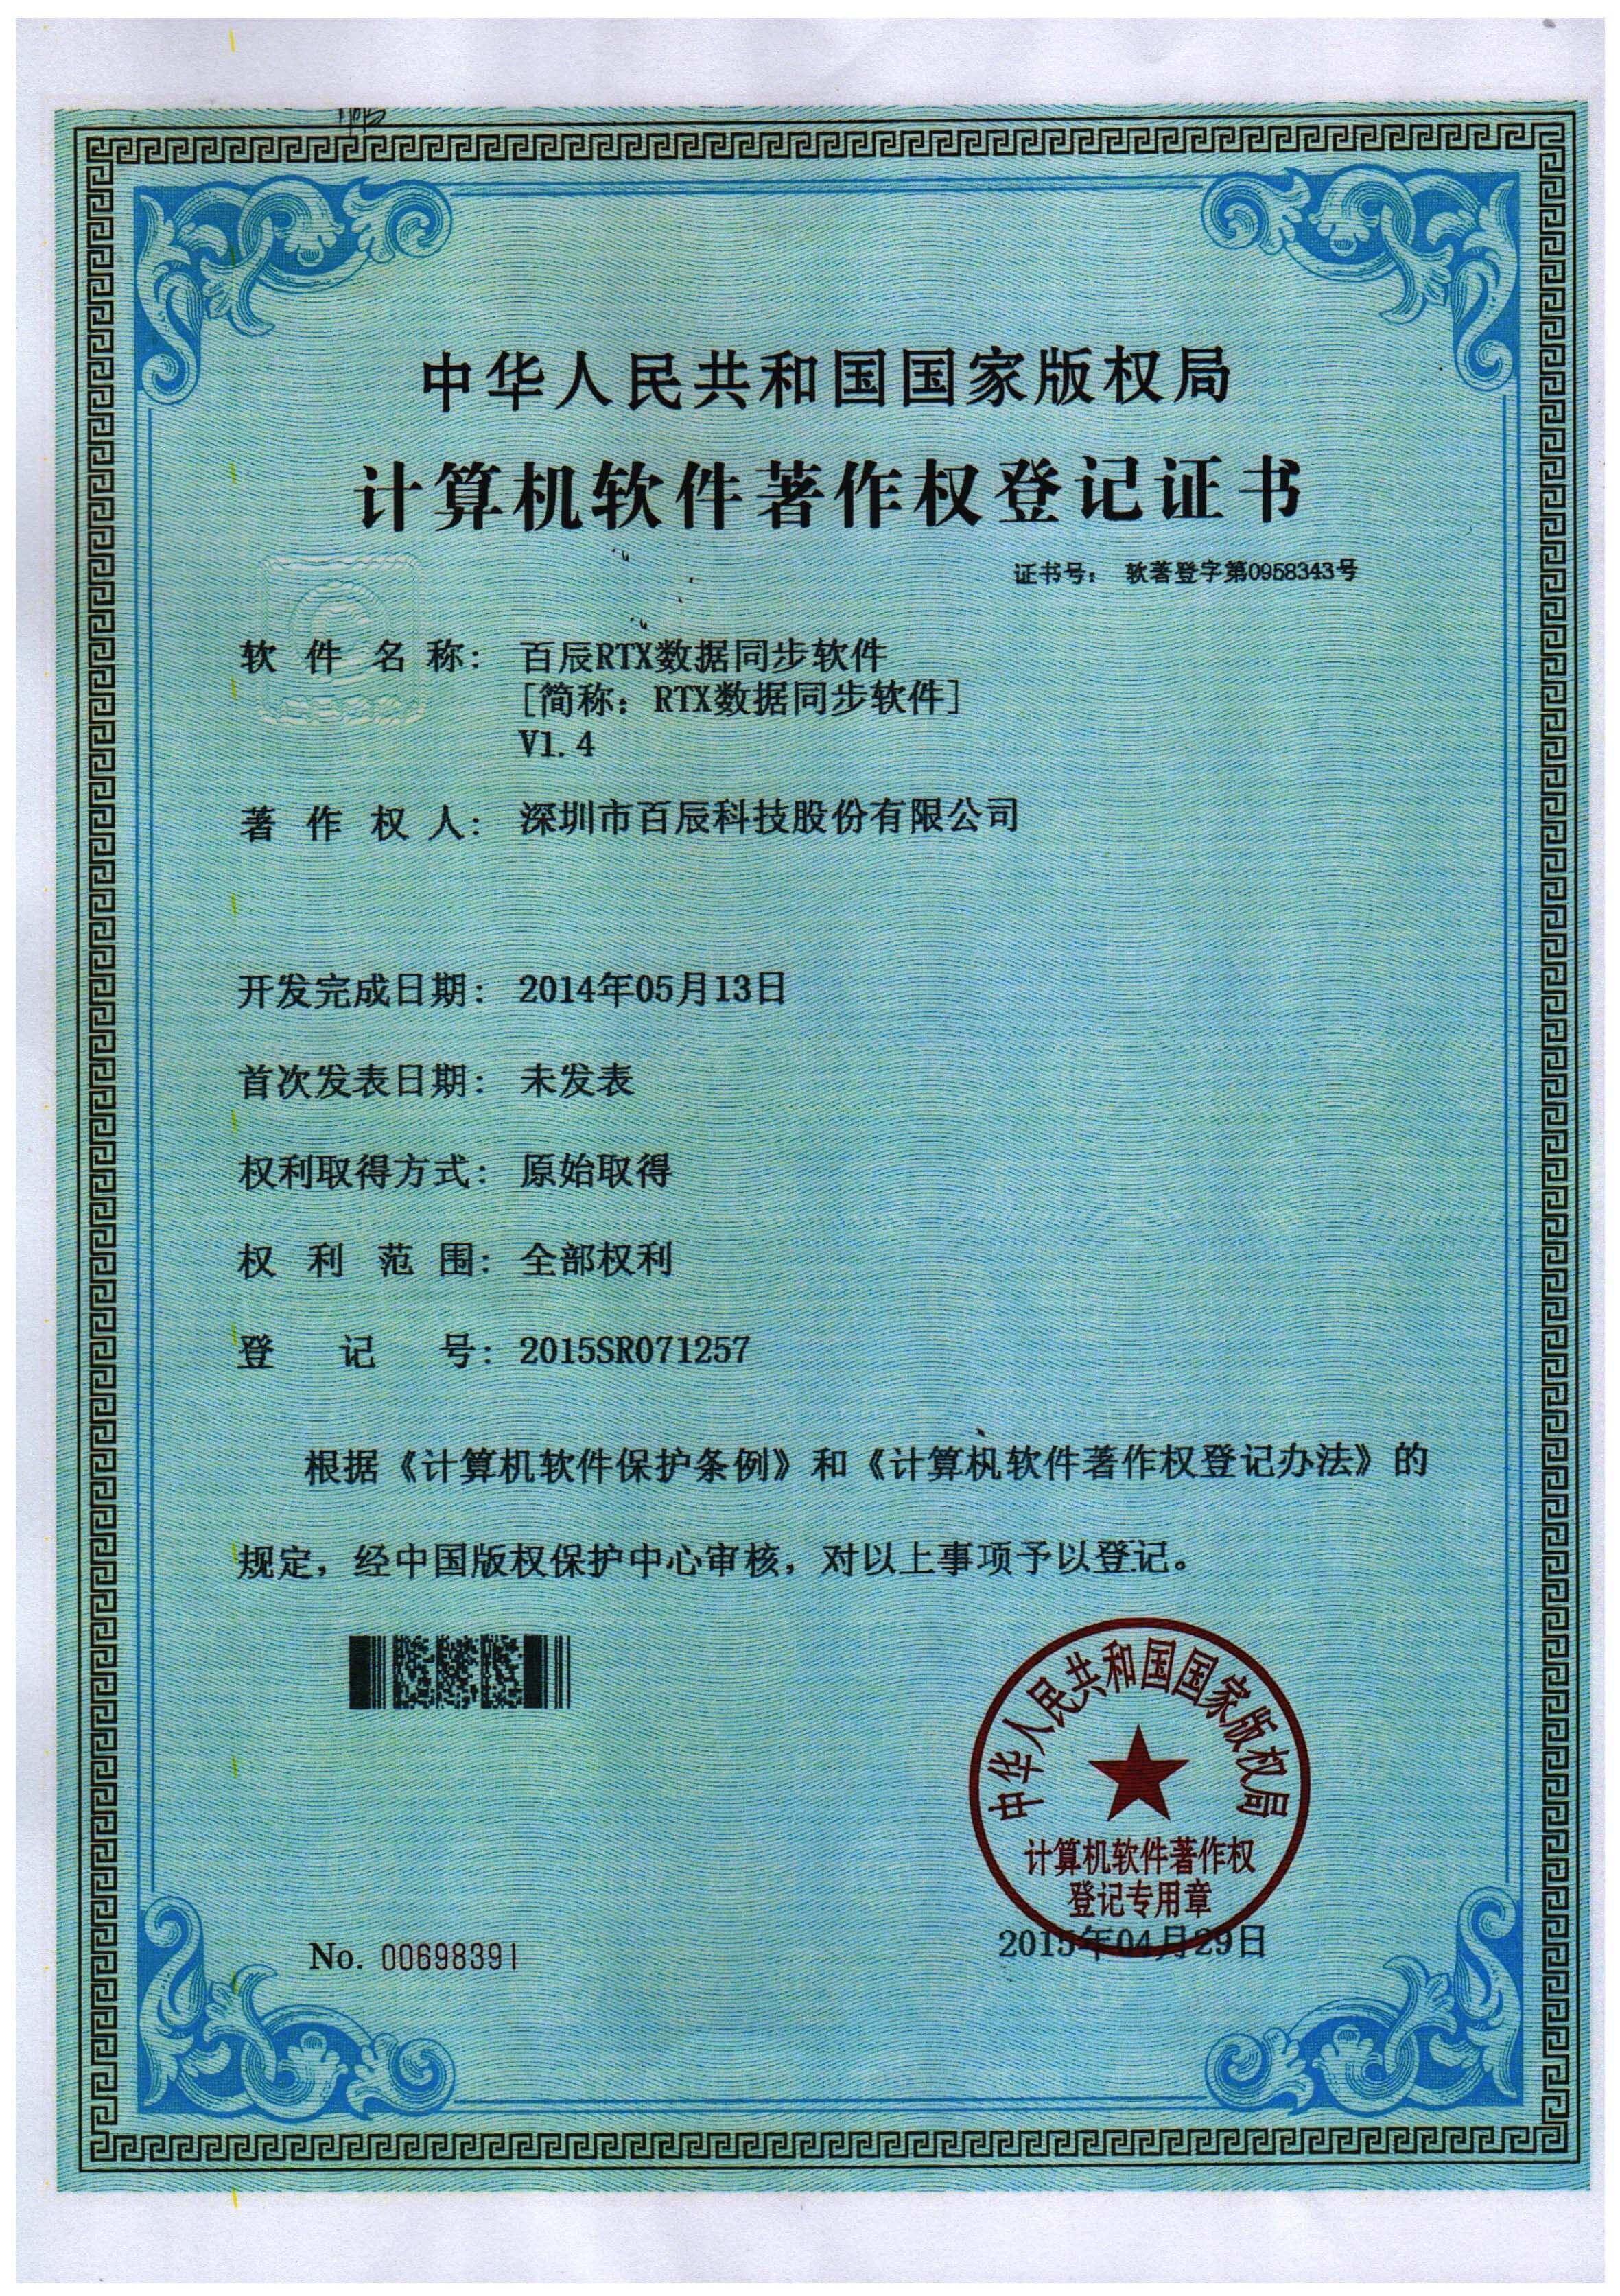 中华人民共和国国家版权局
计算机软件著作权登记证书
证书号： 软著登字第0958343号
软件名称： 百辰RTX数据同步软件
[简称：RTX数据同步软件]
V1.4
著作权人： 深圳市百辰科技股份有限公司
开发完成日期： 2014年05月13日
首次发表日期： 未发表
权利取得方式： 原始取得
权利范围： 全部权利
登记号： 2015SR071257
根据《计算机软件保护条例》和《计算机软件著作权登记办法》的
规定，经中国版权保护中心审核，对以上事项予以登记。
中华人民共和国国家版权局
计算机软件著作权
登记专用章
2015年04月29日
No. 00698391